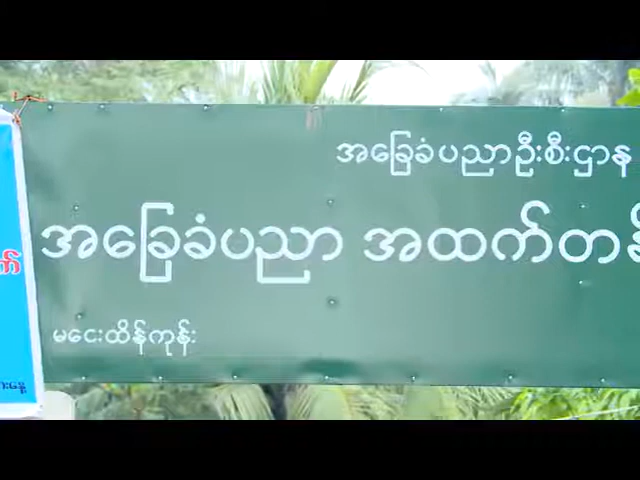 အခြေခံပညာဦးစီးဌာန
အခြေခံပညာ အထက်တန်
မငေးထိန်ကုန်း